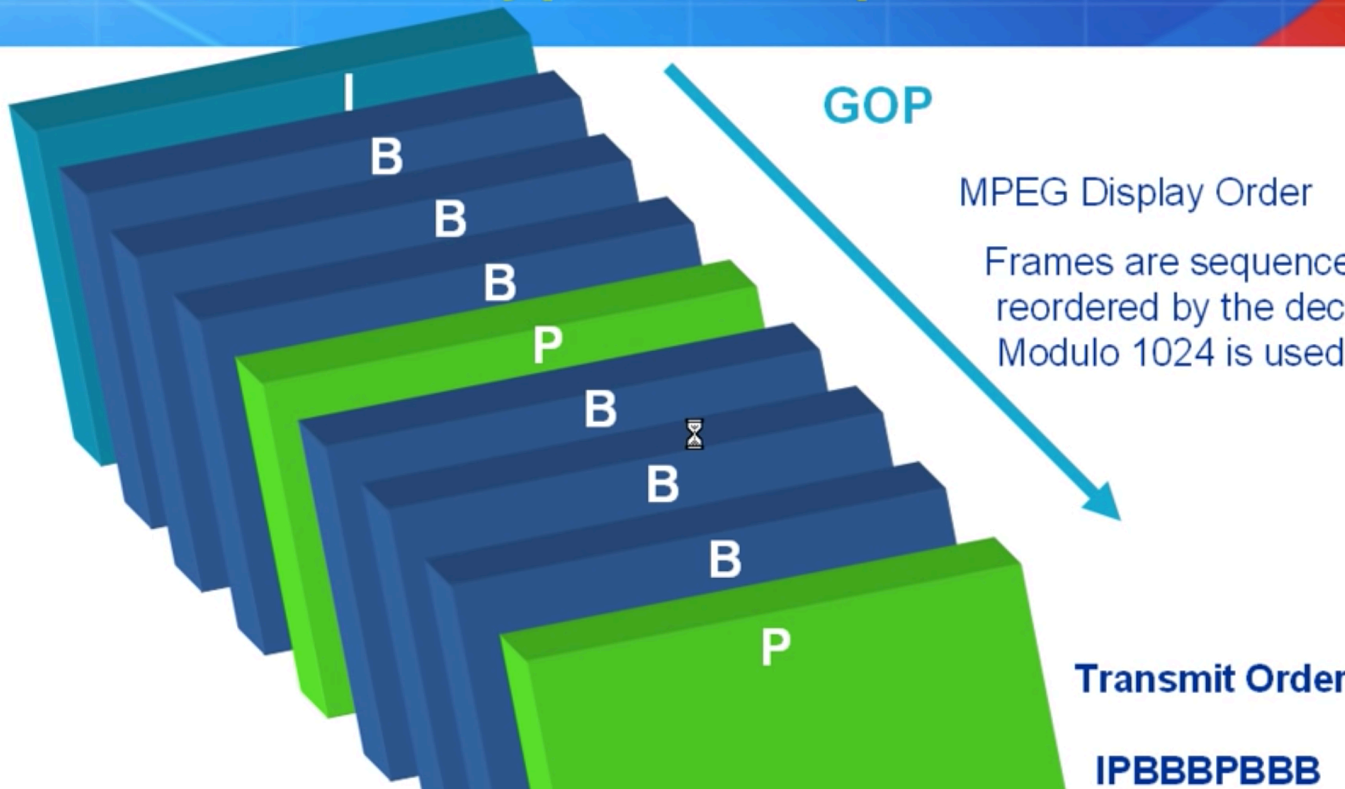 I
B
B
B
P
B
B
B
P
GOP
MPEG Display Order
Frames are sequence
reordered by the dec
Modulo 1024 is used
Transmit Order
IPBBBPBBB